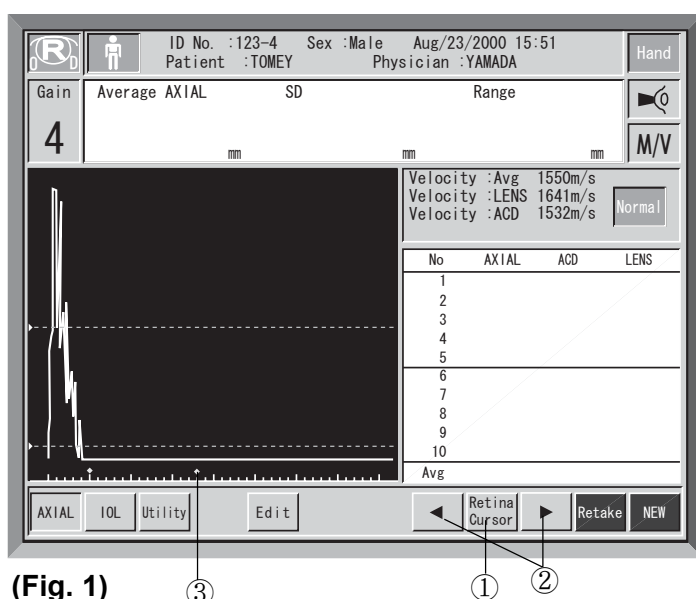 R
O D
ID No. :123-4 Sex :Male Aug/23/2000 15:51
Patient :TOMEY Physician :YAMADA
Hand
Gain
4
Average AXIAL SD Range
mm mm mm
M/V
Velocity :Avg 1550m/s
Velocity :LENS 1641m/s
Velocity :ACD 1532m/s
Normal
No AXIAL ACD LENS
1
2
3
4
5
6
7
8
9
10
Avg
AXIAL IOL Utility Edit ◀ Retina Cursor ▶ Retake NEW
(Fig. 1) ③ ① ②